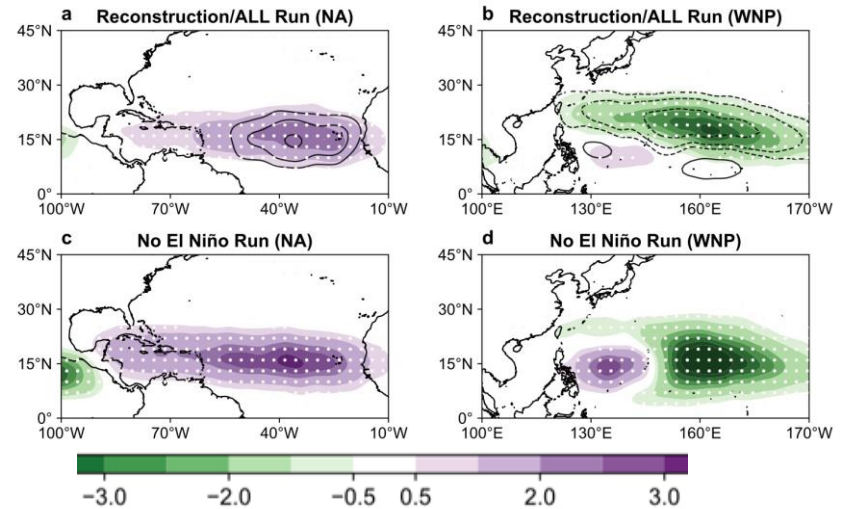 a Reconstruction/ALL Run (NA)
b Reconstruction/ALL Run (WNP)
45°N
30°N
15°N
0°
100°W 70°W 40°W 10°W
45°N
30°N
15°N
0°
100°E 130°E 160°E 170°W
c No El Niño Run (NA)
d No El Niño Run (WNP)
45°N
30°N
15°N
0°
100°W 70°W 40°W 10°W
45°N
30°N
15°N
0°
100°E 130°E 160°E 170°W
−3.0 −2.0 −0.5 0.5 2.0 3.0